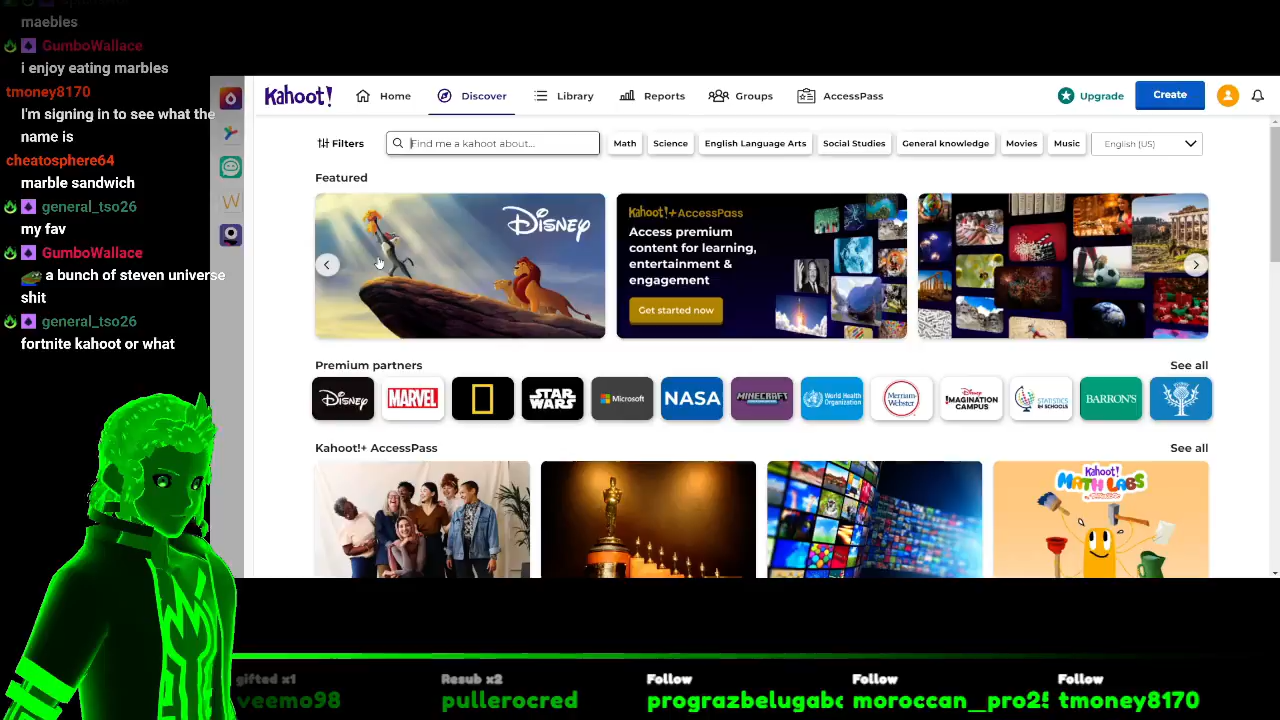 maebles
GumboWallace
i enjoy eating marbles
tmoney8170
I'm signing in to see what the
name is
cheatosphere64
marble sandwich
general_tso26
my fav
GumboWallace
a bunch of steven universe
shit
general_tso26
fortnite kahoot or what
Kahoot!
Home
Discover
Library
Reports
Groups
AccessPass
Upgrade
Create
Filters
Find me a kahoot about...
Math
Science
English Language Arts
Social Studies
General knowledge
Movies
Music
English (US)
Featured
Disney
Kahoot!+AccessPass
Access premium
content for learning,
entertainment &
engagement
Get started now
Premium partners
See all
Disney
MARVEL
STAR
WARS
Microsoft
NASA
MINECRAFT
World Health
Organization
Merriam-
Webster
Disney
IMAGINATION
CAMPUS
STATISTICS
IN SCHOOLS
BARRON'S
Kahoot!+ AccessPass
See all
Kahoot!
MATH LABS
gifted x1
veemo98
Resub x2
pullerocred
Follow
prograzbelugabc
Follow
moroccan_pro25
Follow
tmoney8170